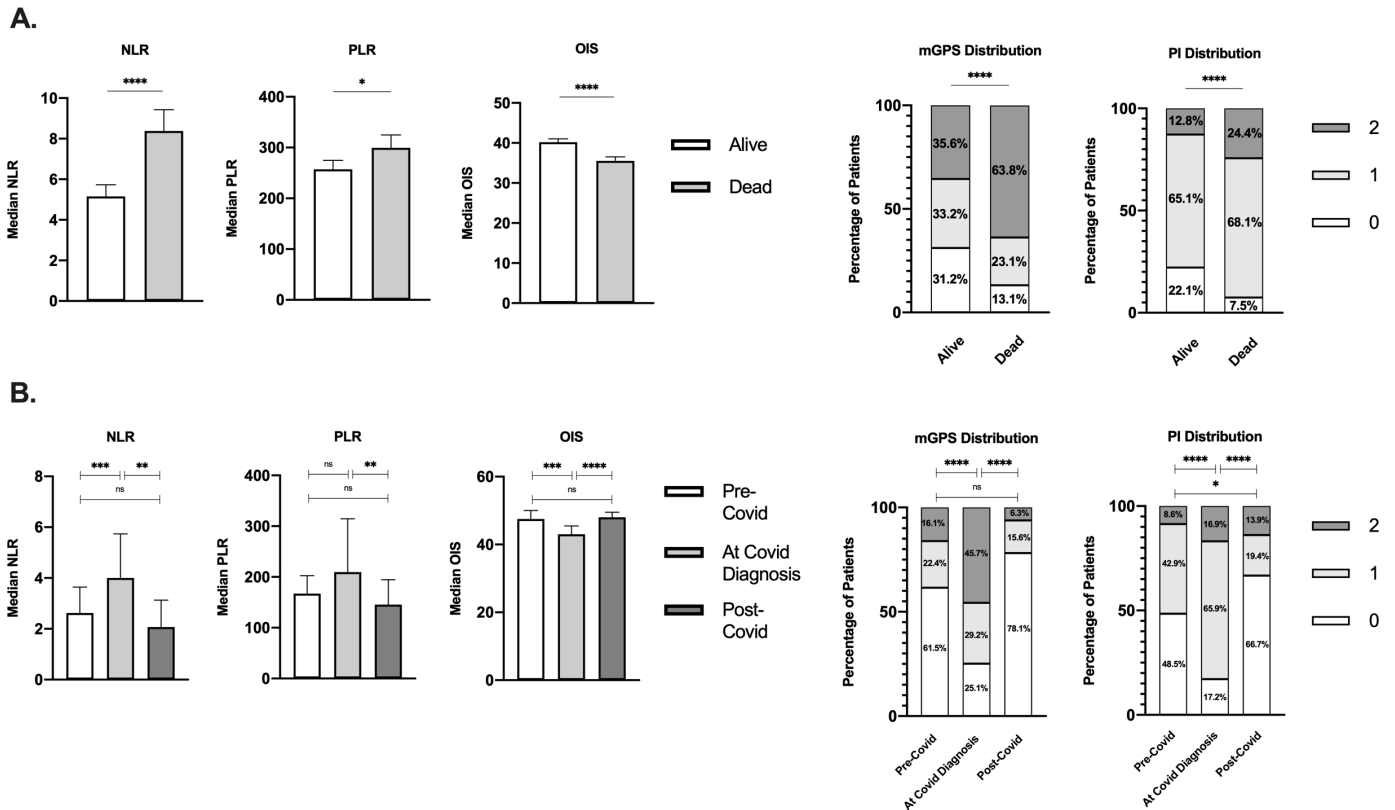 A.
NLR
****
Median NLR
10
8
6
4
2
0
PLR
*
Median PLR
400
300
200
100
0
OIS
****
Median OIS
50
40
30
20
10
0
Alive
Dead
mGPS Distribution
****
Percentage of Patients
100
50
0
35.6%
33.2%
31.2%
63.8%
23.1%
13.1%
Alive
Dead
PI Distribution
****
Percentage of Patients
100
50
0
12.8%
65.1%
22.1%
24.4%
68.1%
7.5%
Alive
Dead
2
1
0
B.
NLR
*** **
ns
Median NLR
8
6
4
2
0
PLR
ns **
ns
Median PLR
400
300
200
100
0
OIS
*** ****
ns
Median OIS
60
40
20
0
Pre-
Covid
At Covid
Diagnosis
Post-
Covid
mGPS Distribution
**** ****
ns
Percentage of Patients
100
50
0
16.1%
22.4%
61.5%
45.7%
29.2%
25.1%
6.3%
15.6%
78.1%
Pre-Covid
At Covid Diagnosis
Post-Covid
PI Distribution
**** ****
*
Percentage of Patients
100
50
0
8.6%
42.9%
48.5%
16.9%
65.9%
17.2%
13.9%
19.4%
66.7%
Pre-Covid
At Covid Diagnosis
Post-Covid
2
1
0